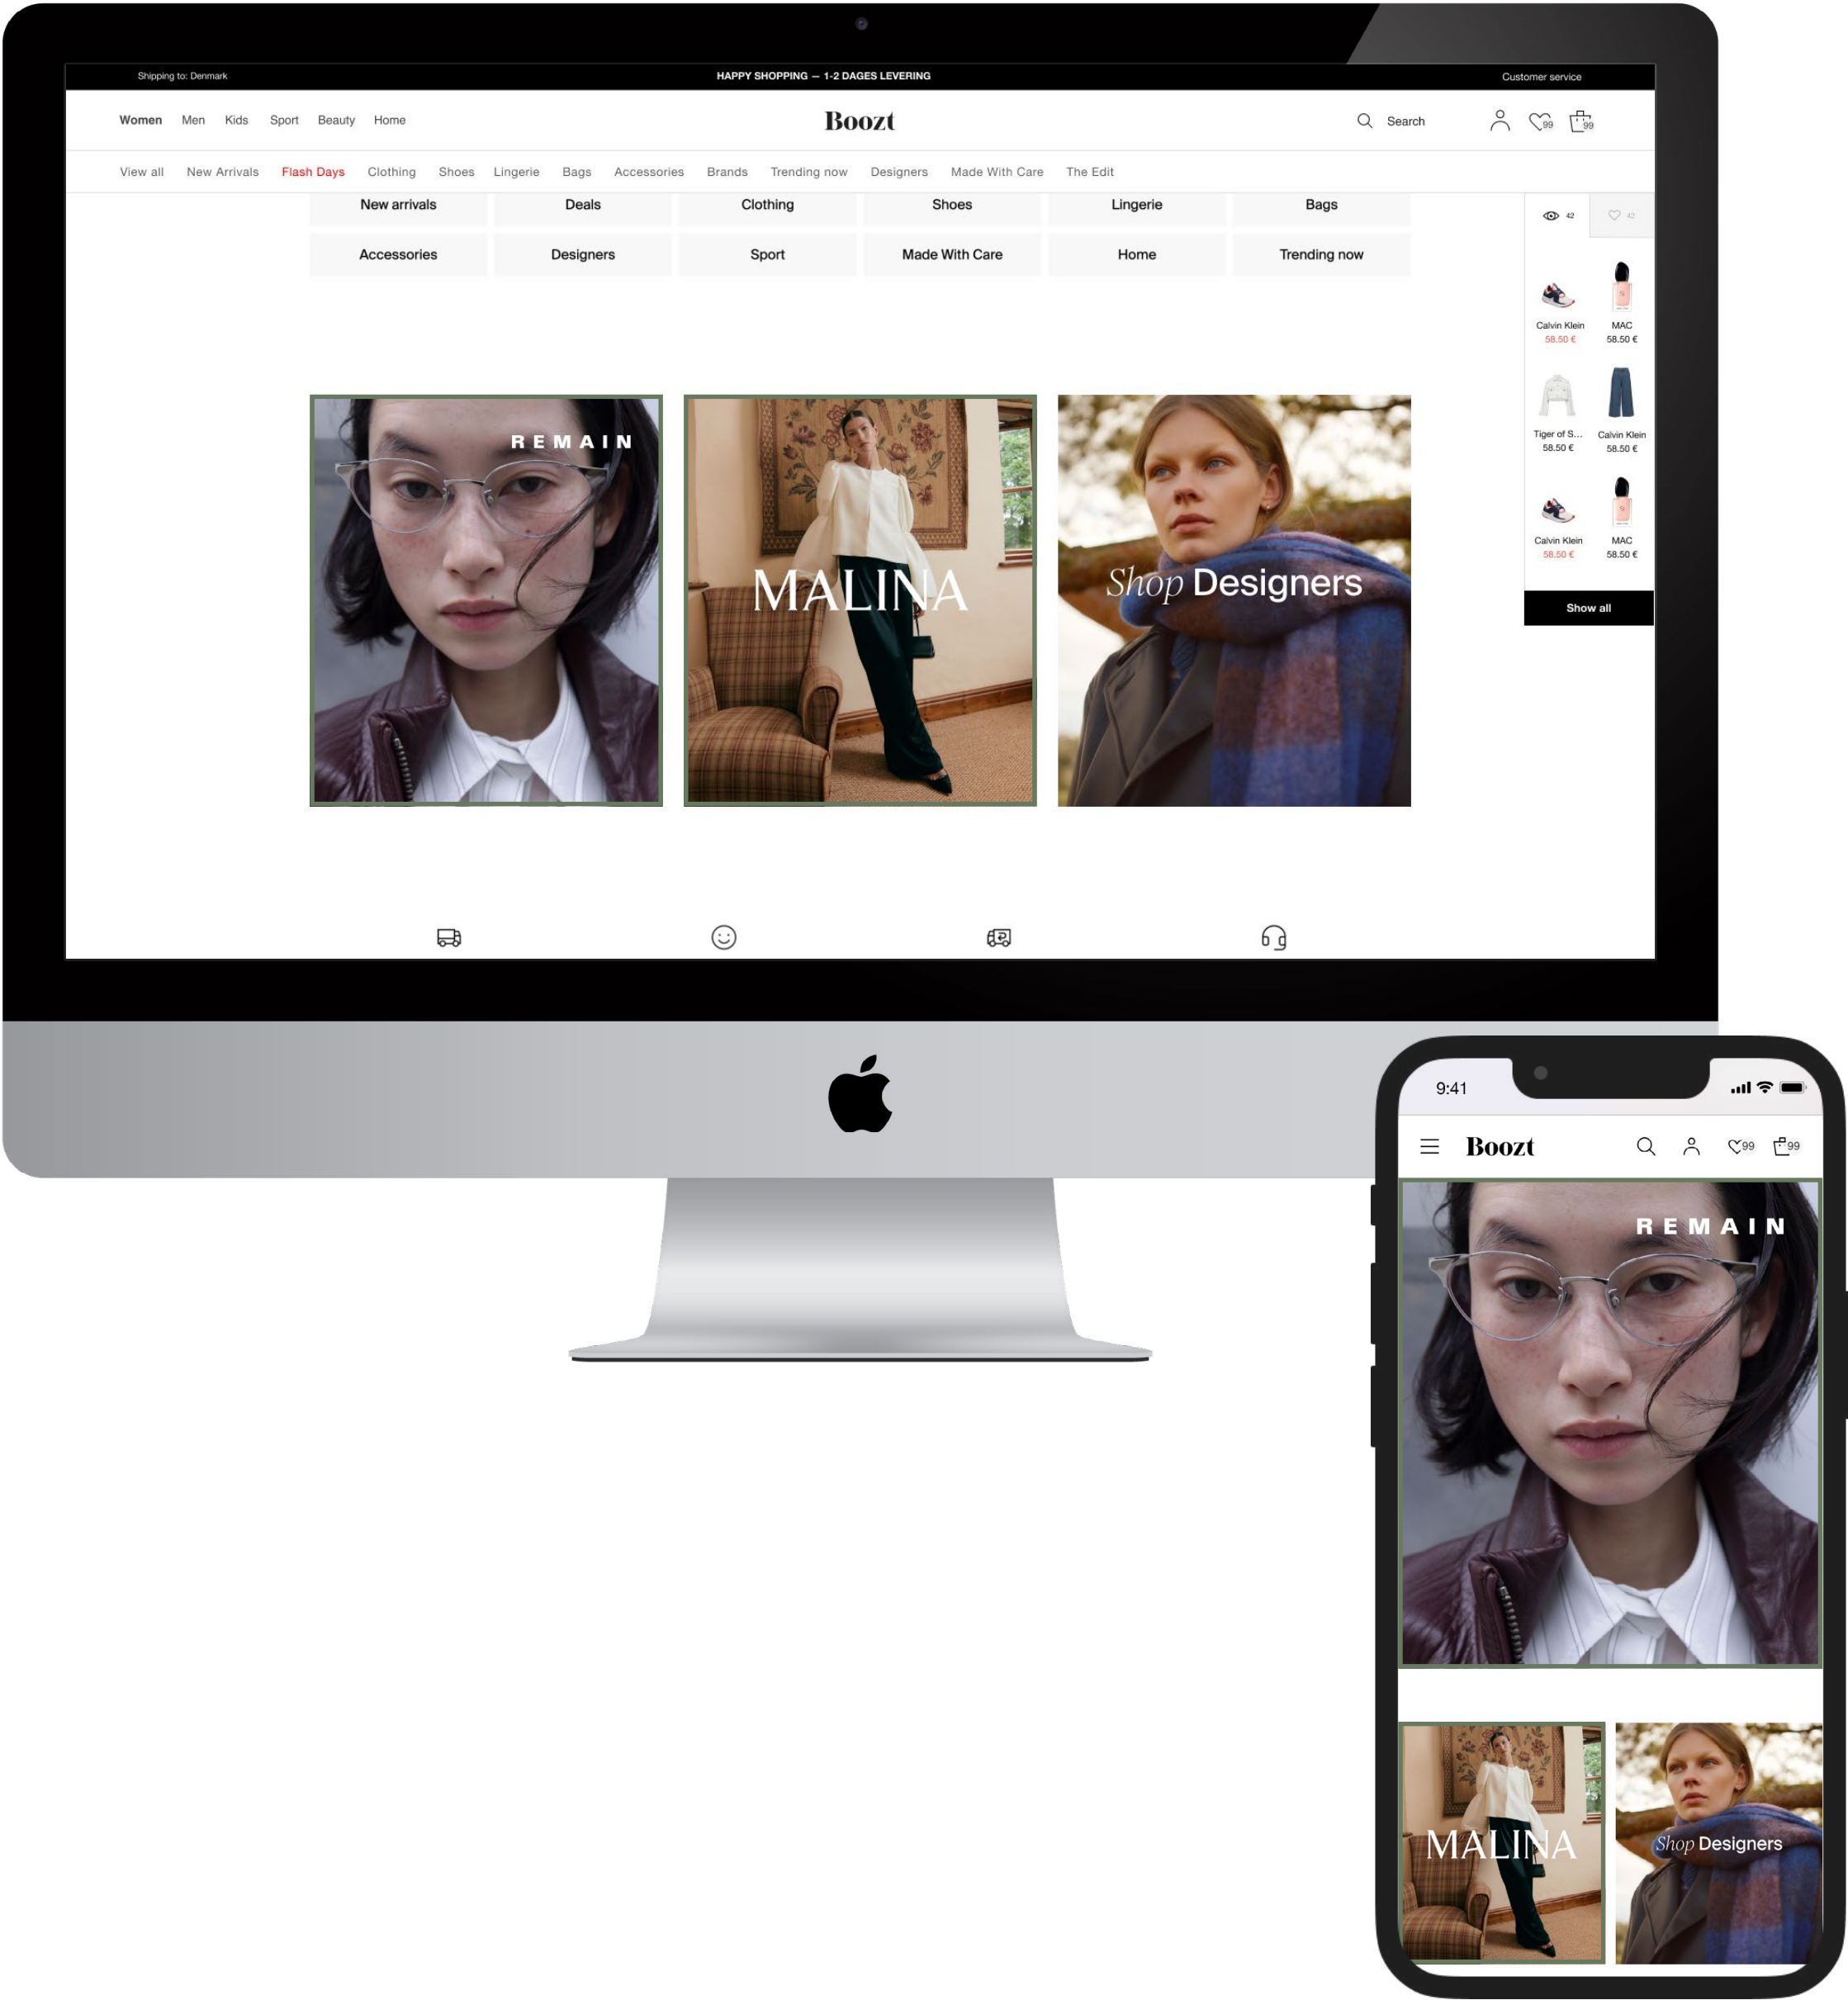 Shipping to: Denmark HAPPY SHOPPING — 1-2 DAGES LEVERING Customer service
Women Men Kids Sport Beauty Home Boozt Search 99 99
View all New Arrivals Flash Days Clothing Shoes Lingerie Bags Accessories Brands Trending now Designers Made With Care The Edit
New arrivals Deals Clothing Shoes Lingerie Bags
Accessories Designers Sport Made With Care Home Trending now
42 42
Calvin Klein MAC
58.50 € 58.50 €
Tiger of S... Calvin Klein
58.50 € 58.50 €
Calvin Klein MAC
58.50 € 58.50 €
Show all
REMAIN
MALINA
Shop Designers
9:41
Boozt 99 99
REMAIN
MALINA
Shop Designers